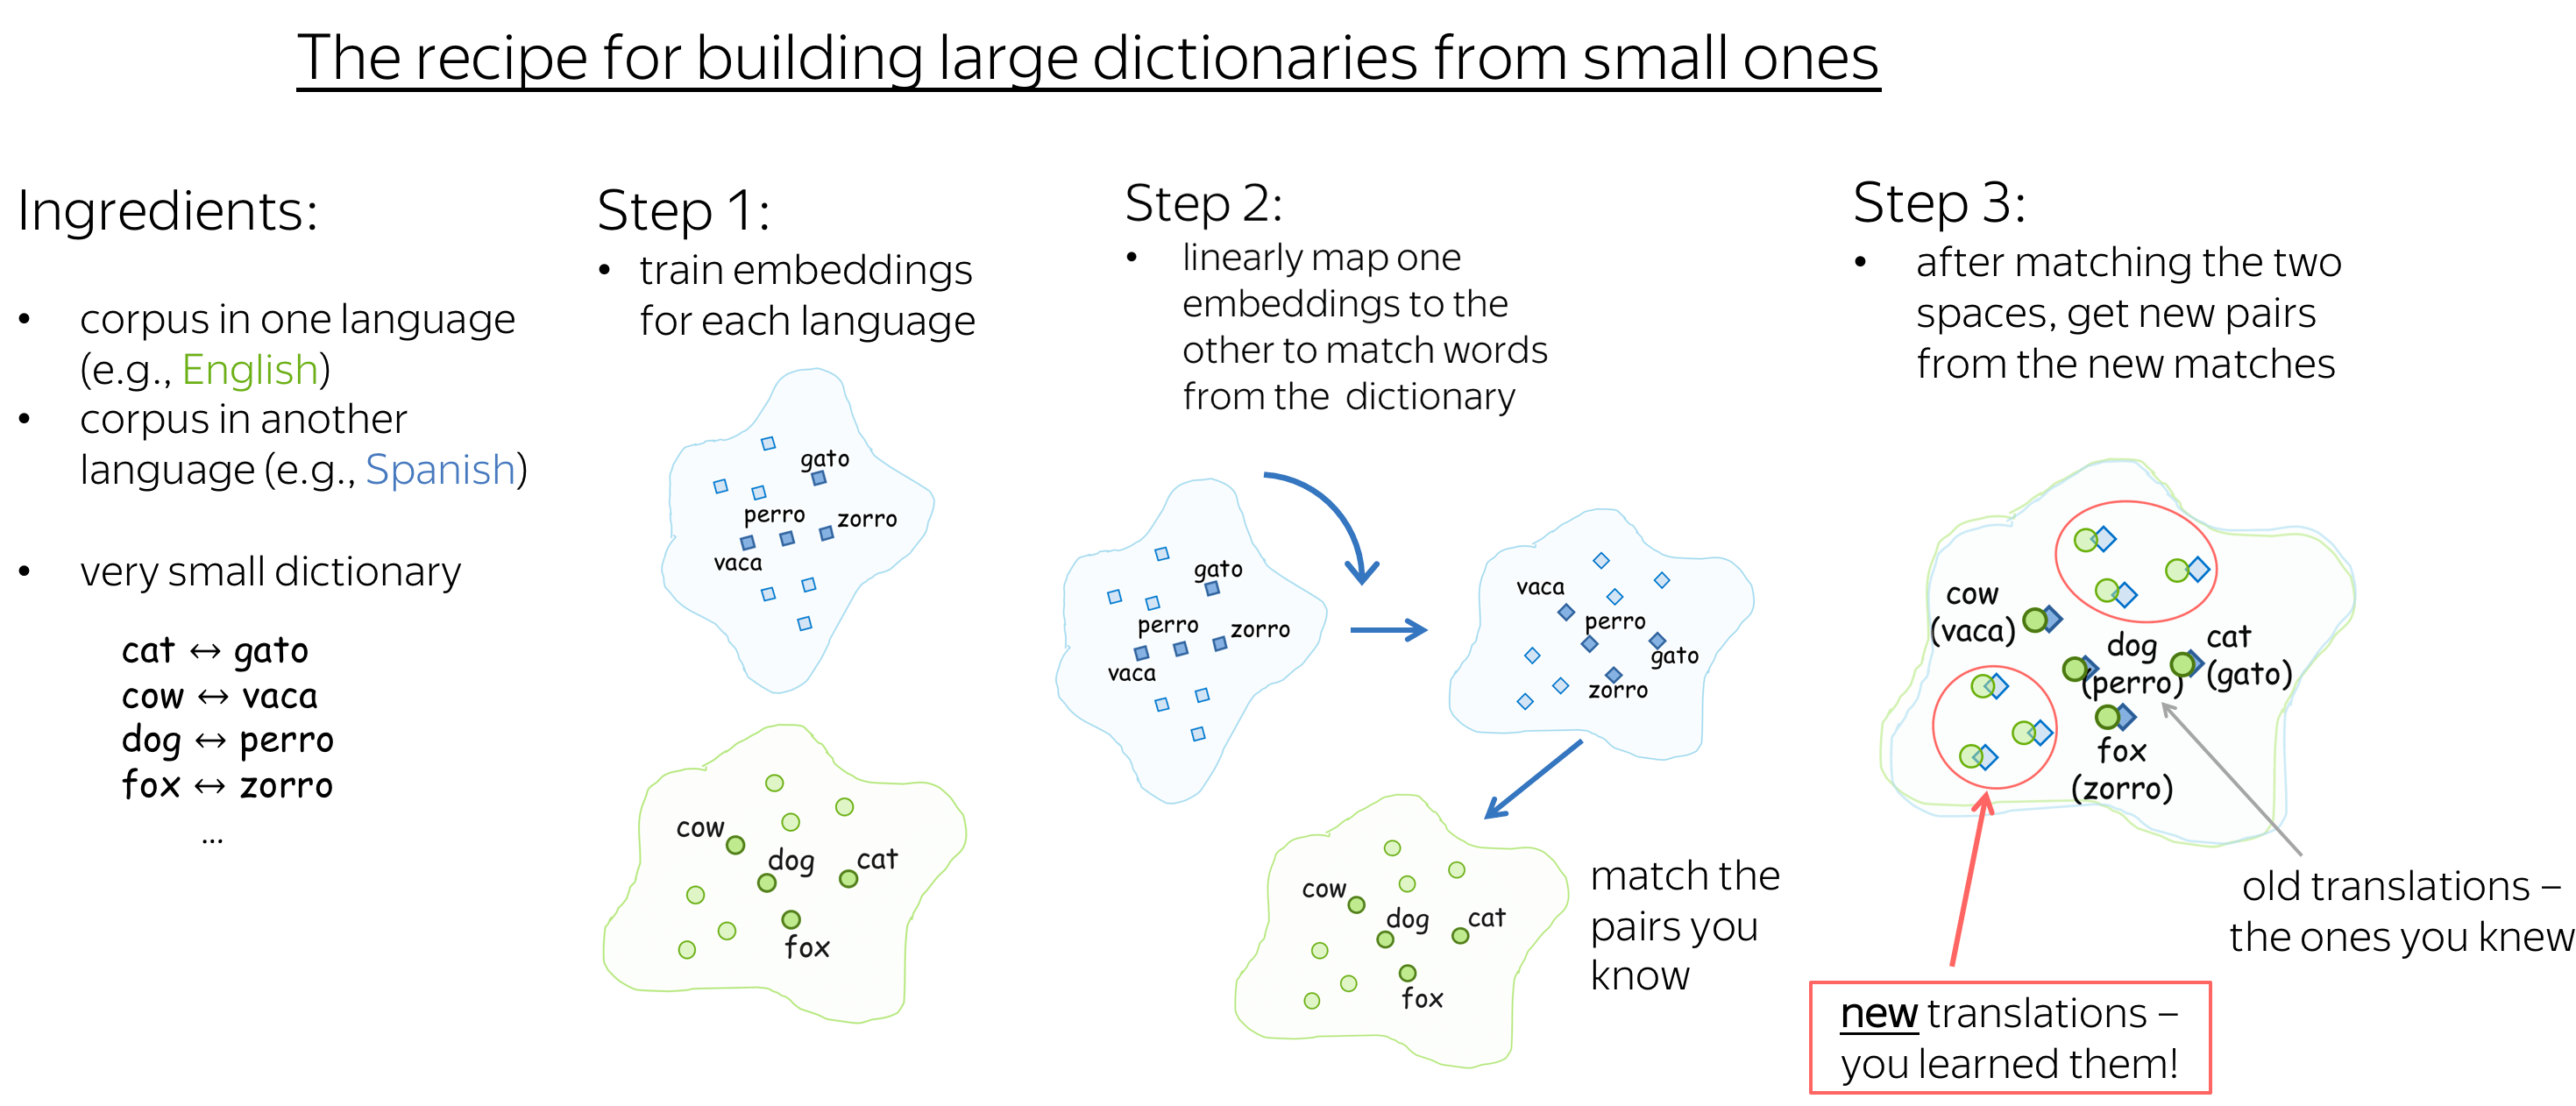 The recipe for building large dictionaries from small ones
Ingredients:
• corpus in one language
(e.g., English)
• corpus in another
language (e.g., Spanish)
• very small dictionary
cat ↔ gato
cow ↔ vaca
dog ↔ perro
fox ↔ zorro
...
Step 1:
• train embeddings
for each language
gato
perro
zorro
vaca
cow
dog
cat
fox
Step 2:
• linearly map one
embeddings to the
other to match words
from the dictionary
gato
perro
zorro
vaca
vaca
perro
gato
zorro
cow
dog
cat
fox
match the
pairs you
know
Step 3:
• after matching the two
spaces, get new pairs
from the new matches
cow
(vaca)
dog
(perro)
cat
(gato)
fox
(zorro)
old translations –
the ones you knew
new translations –
you learned them!